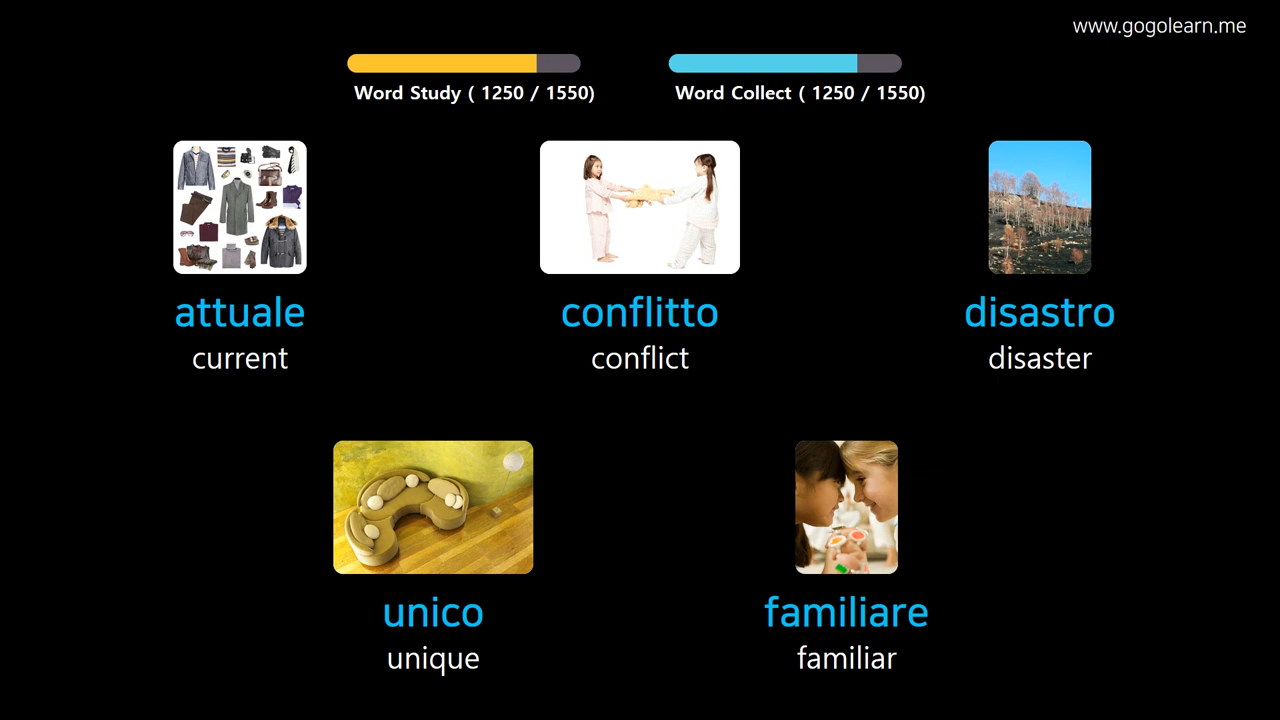 www.gogolearn.me
Word Study ( 1250 / 1550)
Word Collect ( 1250 / 1550)
attuale
current
conflitto
conflict
disastro
disaster
unico
unique
familiare
familiar